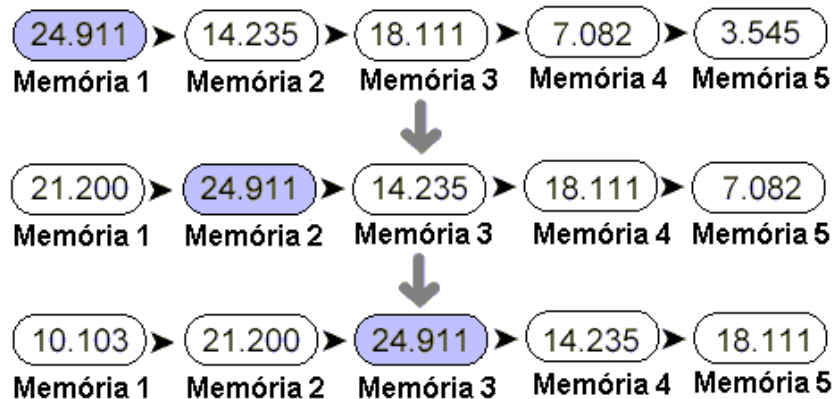 24.911 14.235 18.111 7.082 3.545
Memória 1 Memória 2 Memória 3 Memória 4 Memória 5
21.200 24.911 14.235 18.111 7.082
Memória 1 Memória 2 Memória 3 Memória 4 Memória 5
10.103 21.200 24.911 14.235 18.111
Memória 1 Memória 2 Memória 3 Memória 4 Memória 5